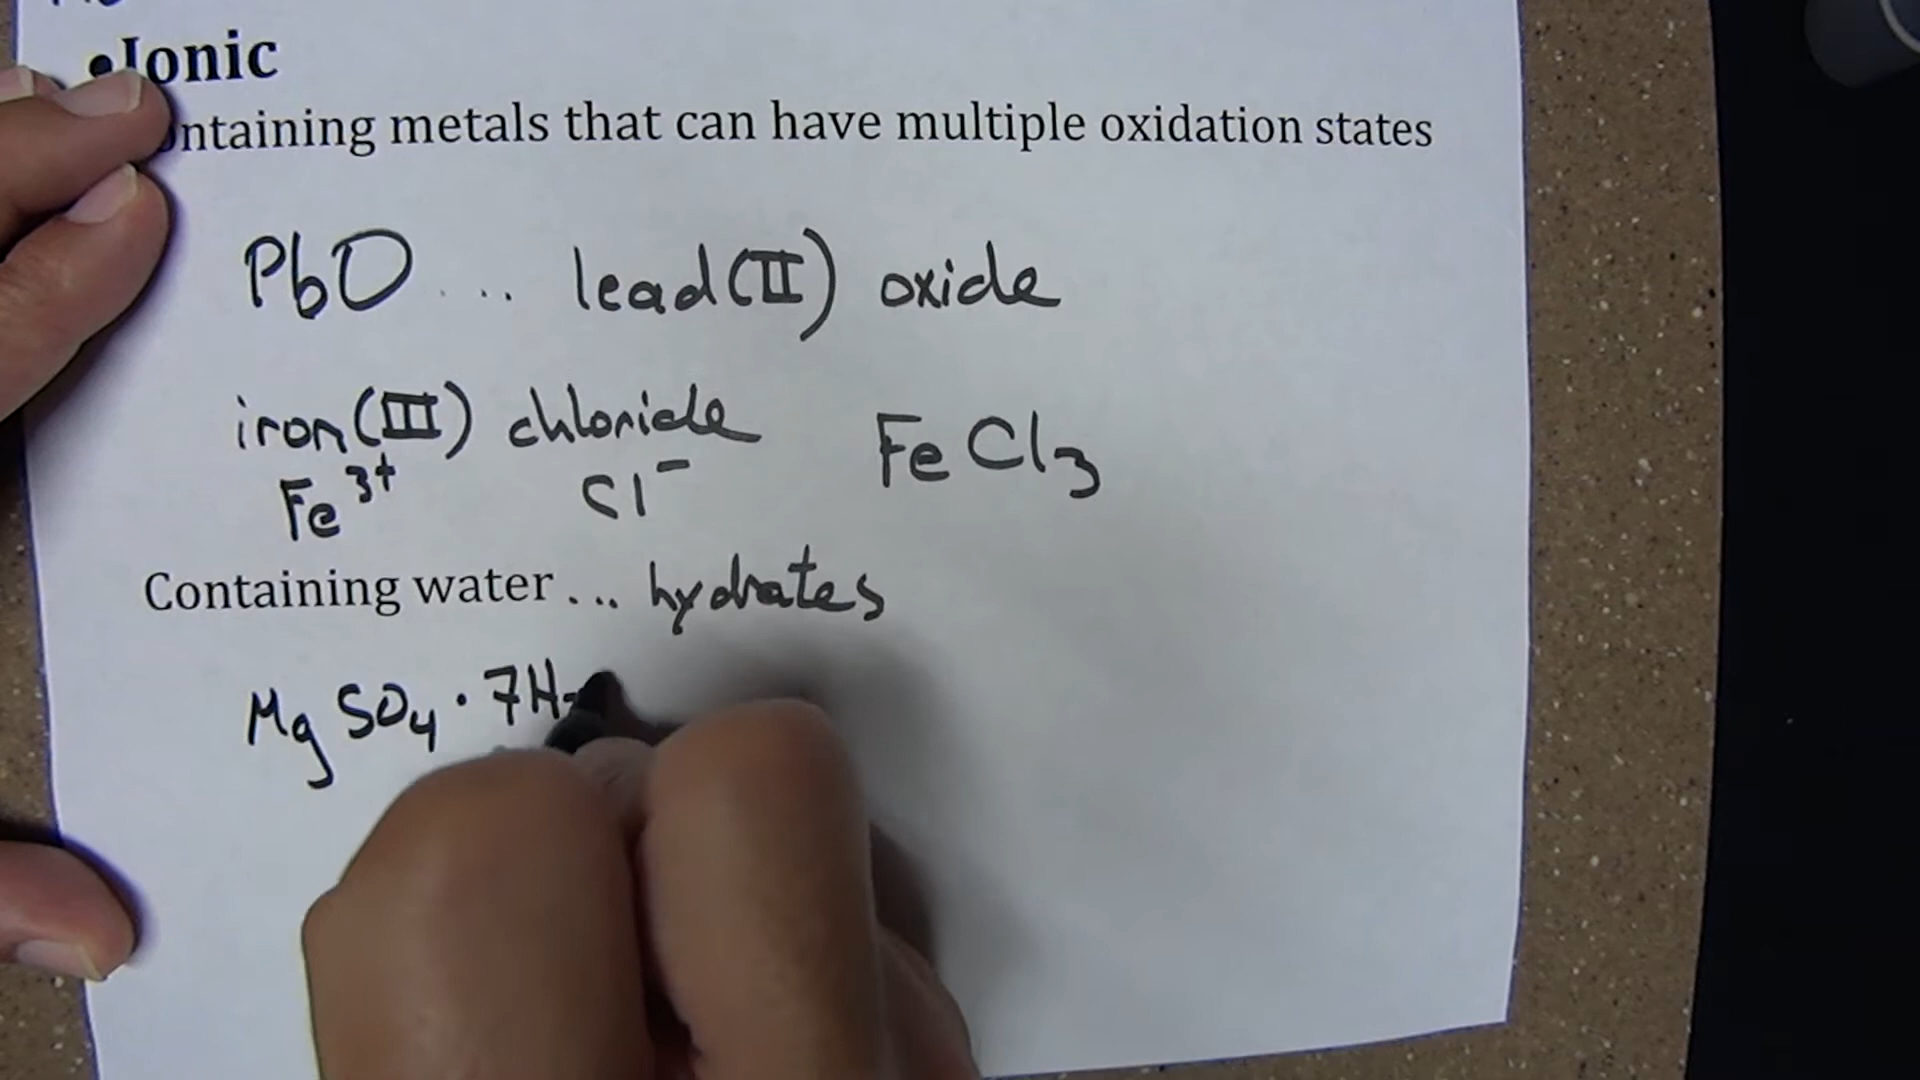 •Ionic
ntaining metals that can have multiple oxidation states
PbO ... lead(II) oxide
iron(III) chloride FeCl₃
Fe³⁺ Cl⁻
Containing water ... hydrates
MgSO₄ · 7H